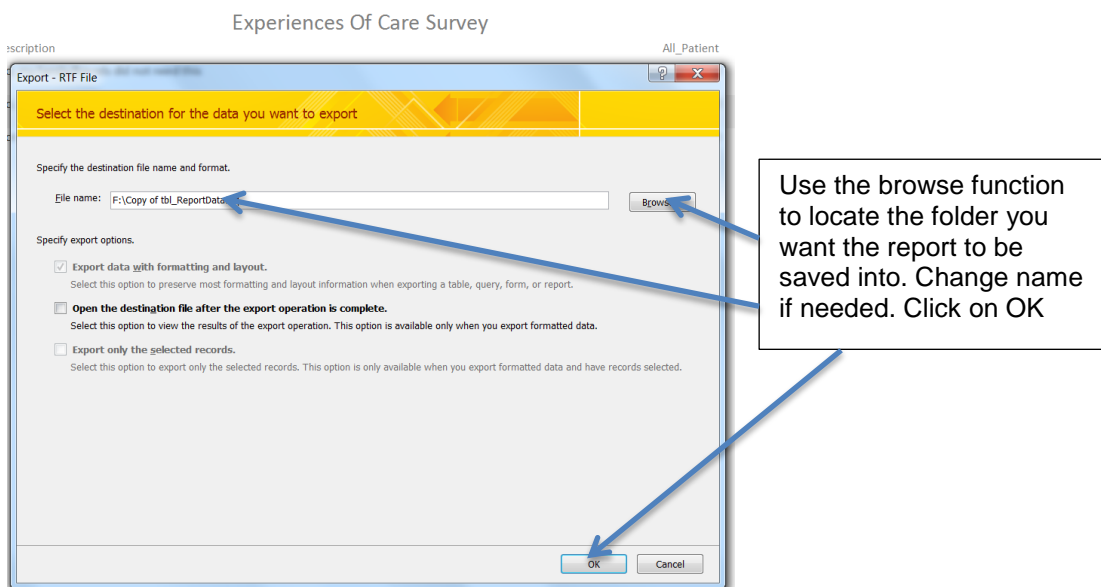 Experiences Of Care Survey
escription All_Patient
Export - RTF File
Select the destination for the data you want to export
Specify the destination file name and format.
File name: F:\Copy of tbl_ReportData
Brows
Use the browse function
to locate the folder you
want the report to be
saved into. Change name
if needed. Click on OK
Specify export options.
Export data with formatting and layout.
Select this option to preserve most formatting and layout information when exporting a table, query, form, or report.
Open the destination file after the export operation is complete.
Select this option to view the results of the export operation. This option is available only when you export formatted data.
Export only the selected records.
Select this option to export only the selected records. This option is only available when you export formatted data and have records selected.
OK Cancel